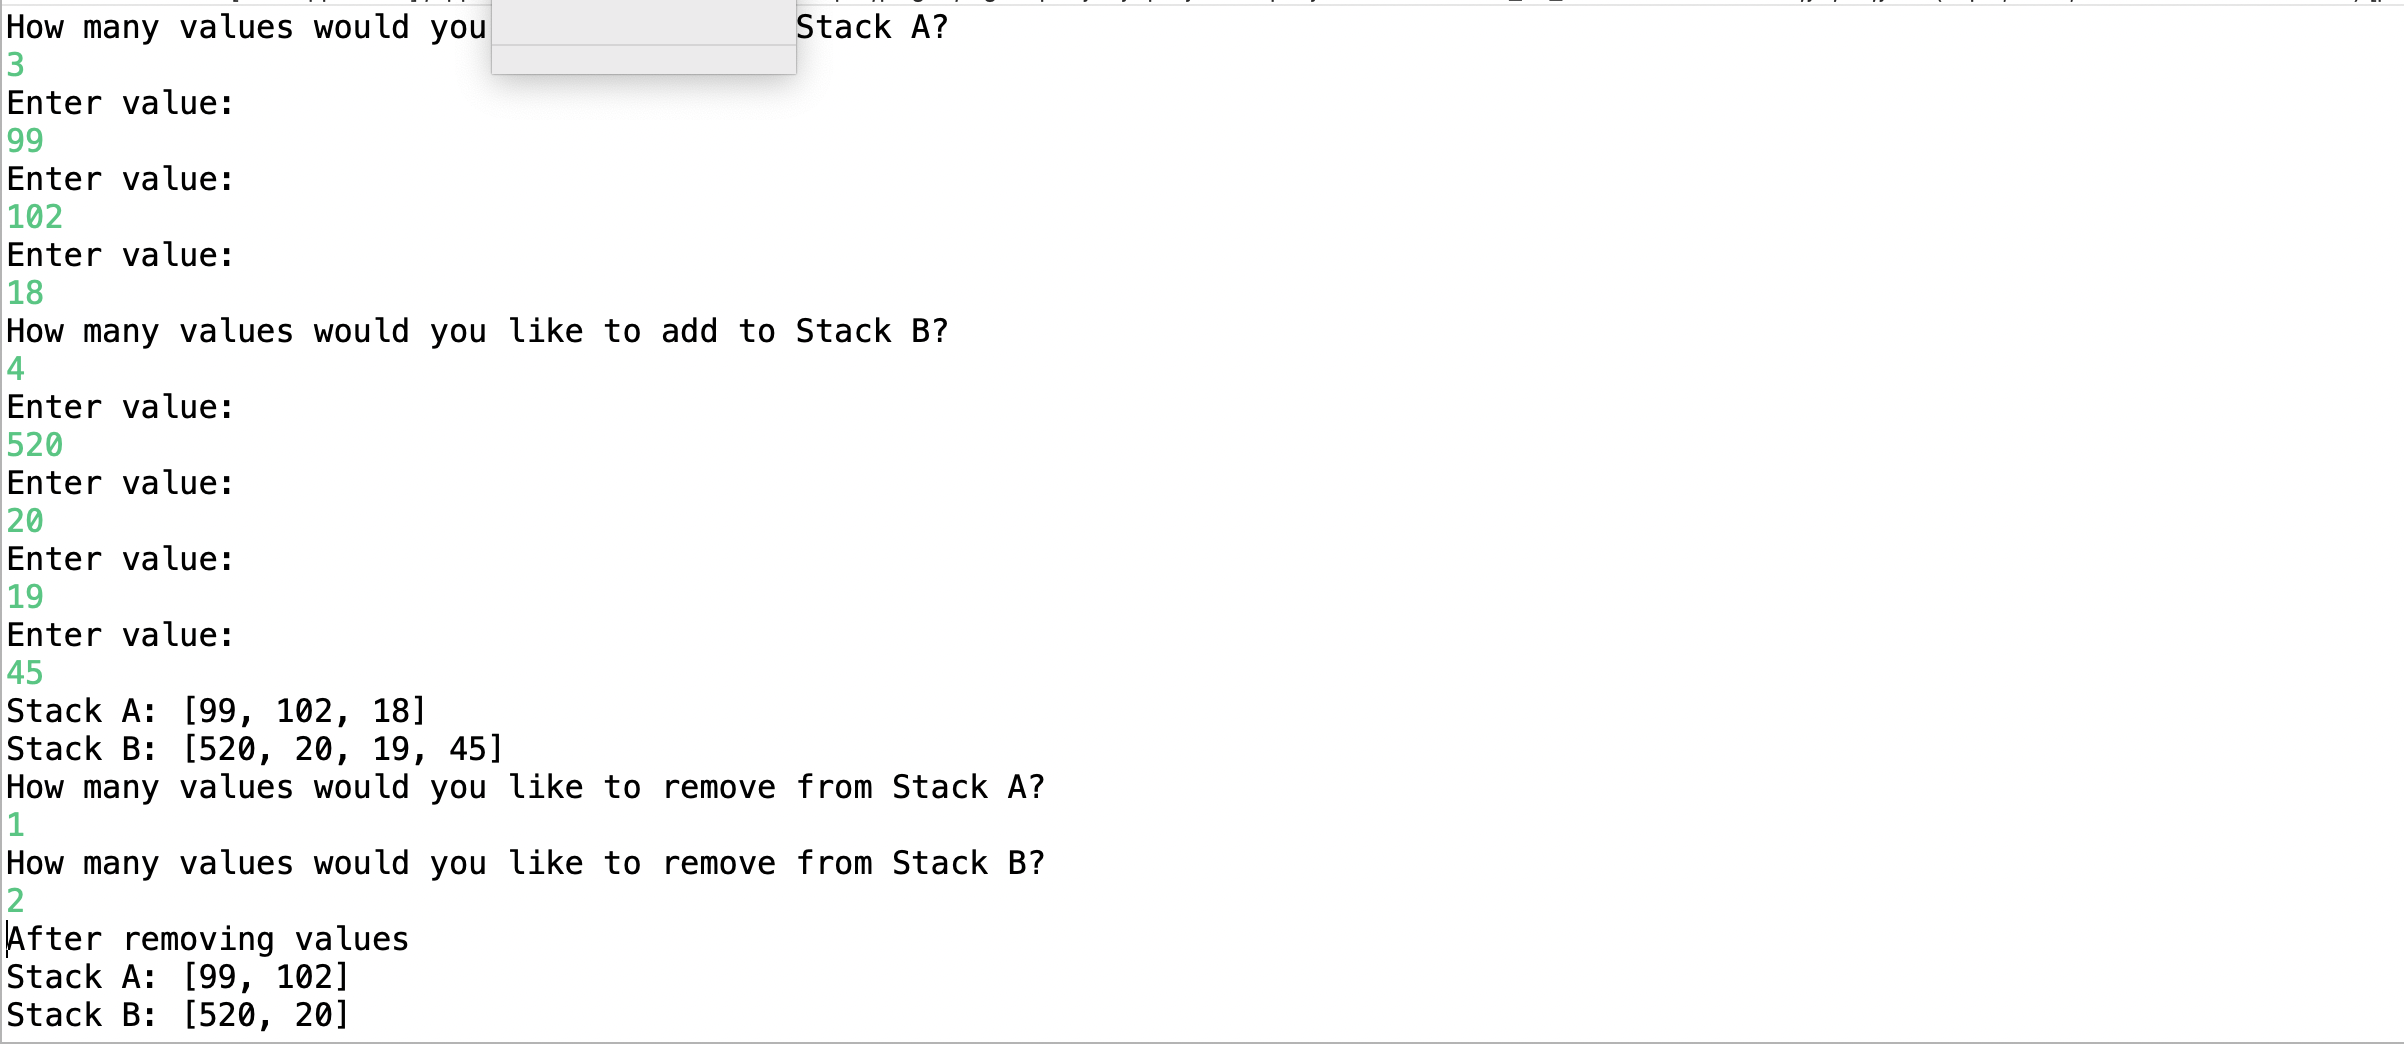 How many values would you Stack A?
3
Enter value:
99
Enter value:
102
Enter value:
18
How many values would you like to add to Stack B?
4
Enter value:
520
Enter value:
20
Enter value:
19
Enter value:
45
Stack A: [99, 102, 18]
Stack B: [520, 20, 19, 45]
How many values would you like to remove from Stack A?
1
How many values would you like to remove from Stack B?
2
After removing values
Stack A: [99, 102]
Stack B: [520, 20]